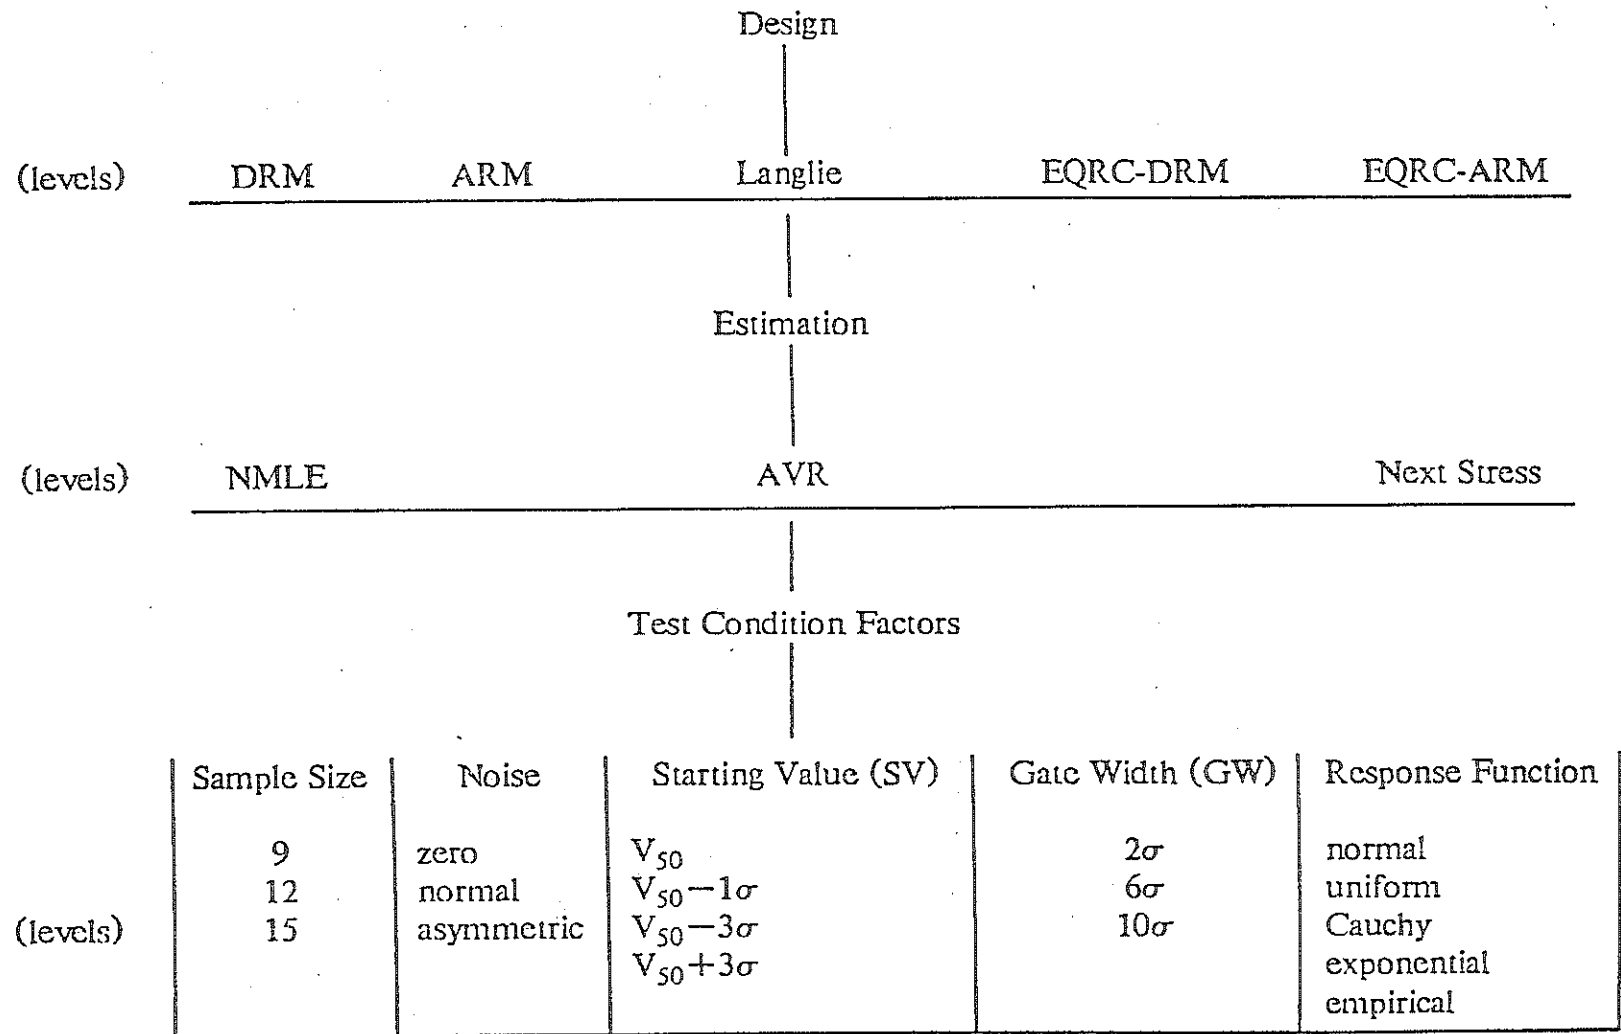 Design
(levels) DRM ARM Langlie EQRC-DRM EQRC-ARM
Estimation
(levels) NMLE AVR Next Stress
Test Condition Factors
Sample Size Noise Starting Value (SV) Gate Width (GW) Response Function
9 zero V50 2σ normal
12 normal V50−1σ 6σ uniform
(levels) 15 asymmetric V50−3σ 10σ Cauchy
V50+3σ exponential
empirical